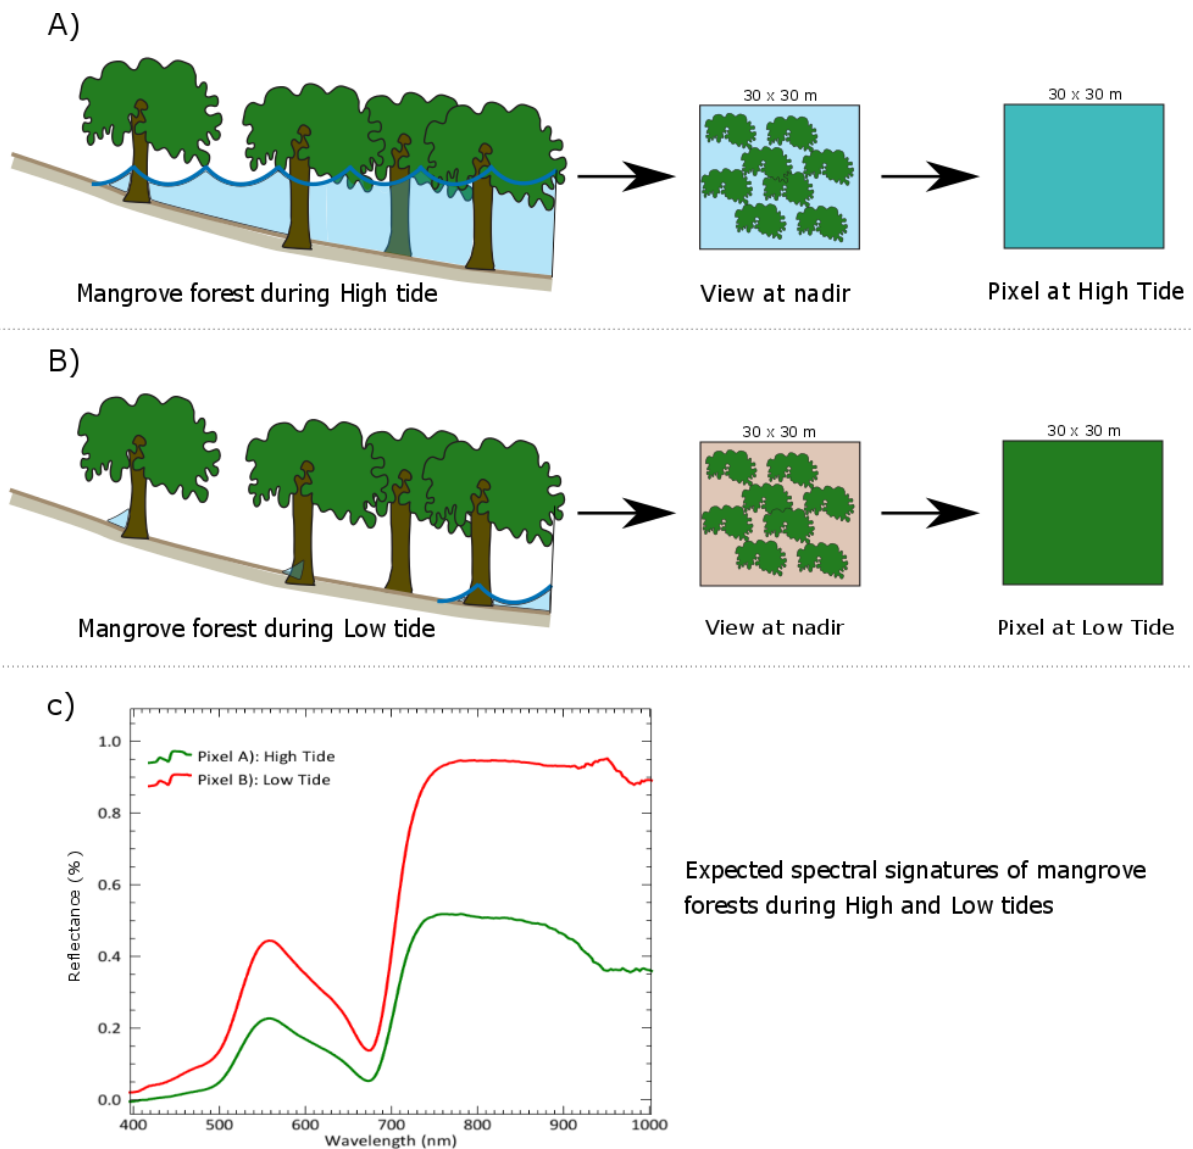 A)
30 x 30 m
30 x 30 m
Mangrove forest during High tide
View at nadir
Pixel at High Tide
B)
30 x 30 m
30 x 30 m
Mangrove forest during Low tide
View at nadir
Pixel at Low Tide
c)
Pixel A): High Tide
Pixel B): Low Tide
1.0
0.8
0.6
0.4
0.2
0.0
Reflectance (%)
400 500 600 700 800 900 1000
Wavelength (nm)
Expected spectral signatures of mangrove
forests during High and Low tides